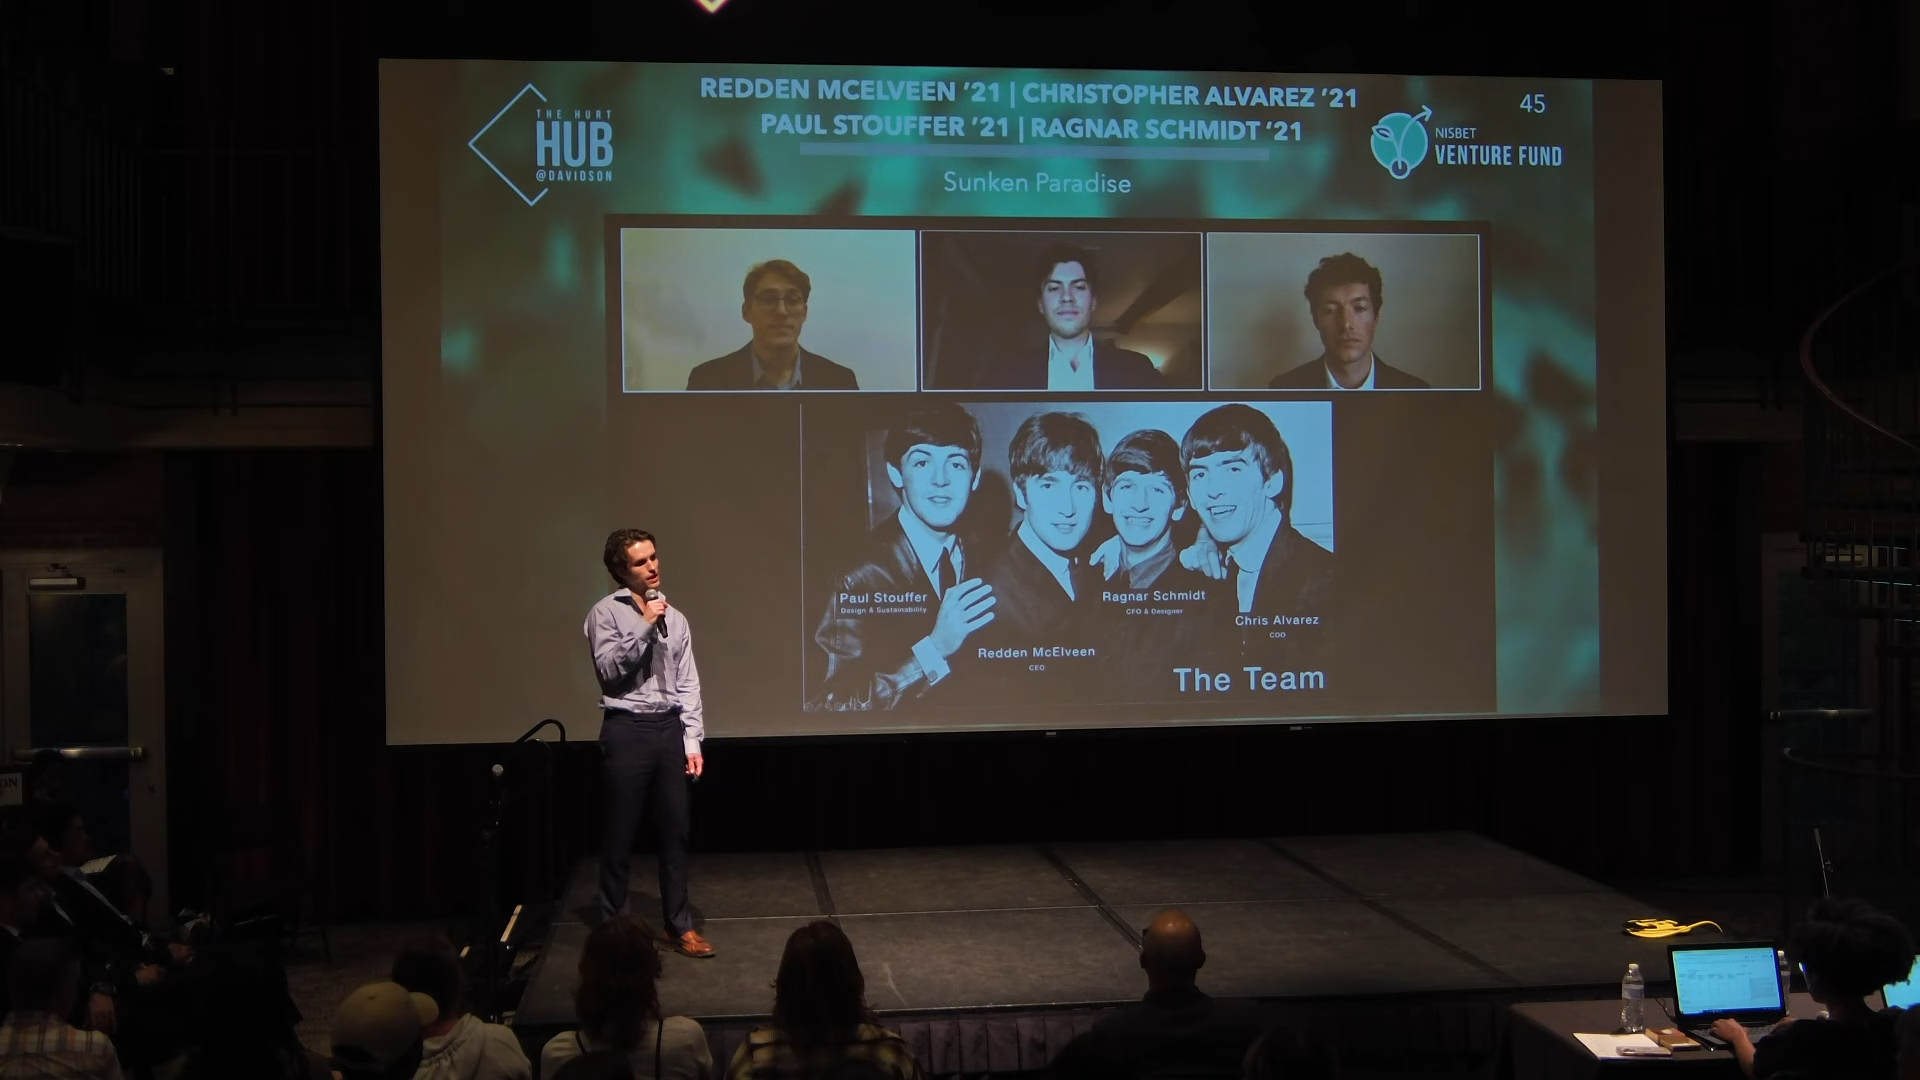 THE HURT
HUB
@DAVIDSON
REDDEN MCELVEEN '21 | CHRISTOPHER ALVAREZ '21
PAUL STOUFFER '21 | RAGNAR SCHMIDT '21
Sunken Paradise
45
NISBET
VENTURE FUND
Paul Stouffer
Design & Sustainability
Redden McElveen
CEO
Ragnar Schmidt
CFO & Designer
Chris Alvarez
COO
The Team